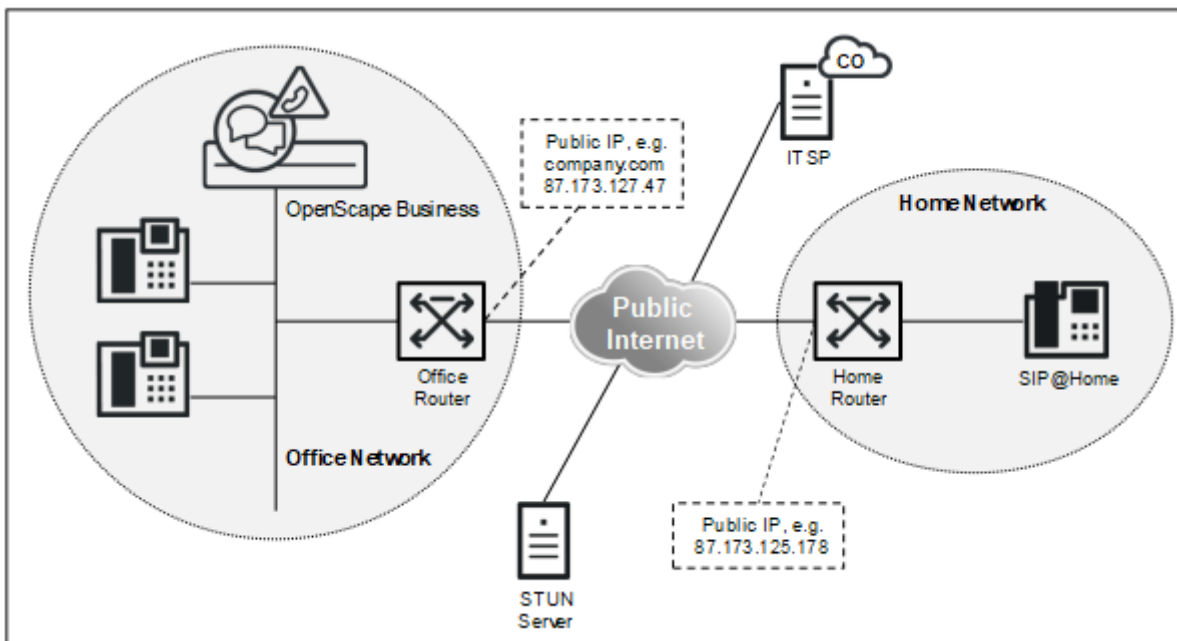 CO
ITSP
Public IP, e.g.
company.com
87.173.127.47
OpenScape Business
Home Network
Public
Internet
Office
Router
Home
Router
SIP@Home
Office Network
Public IP, e.g.
87.173.125.178
STUN
Server